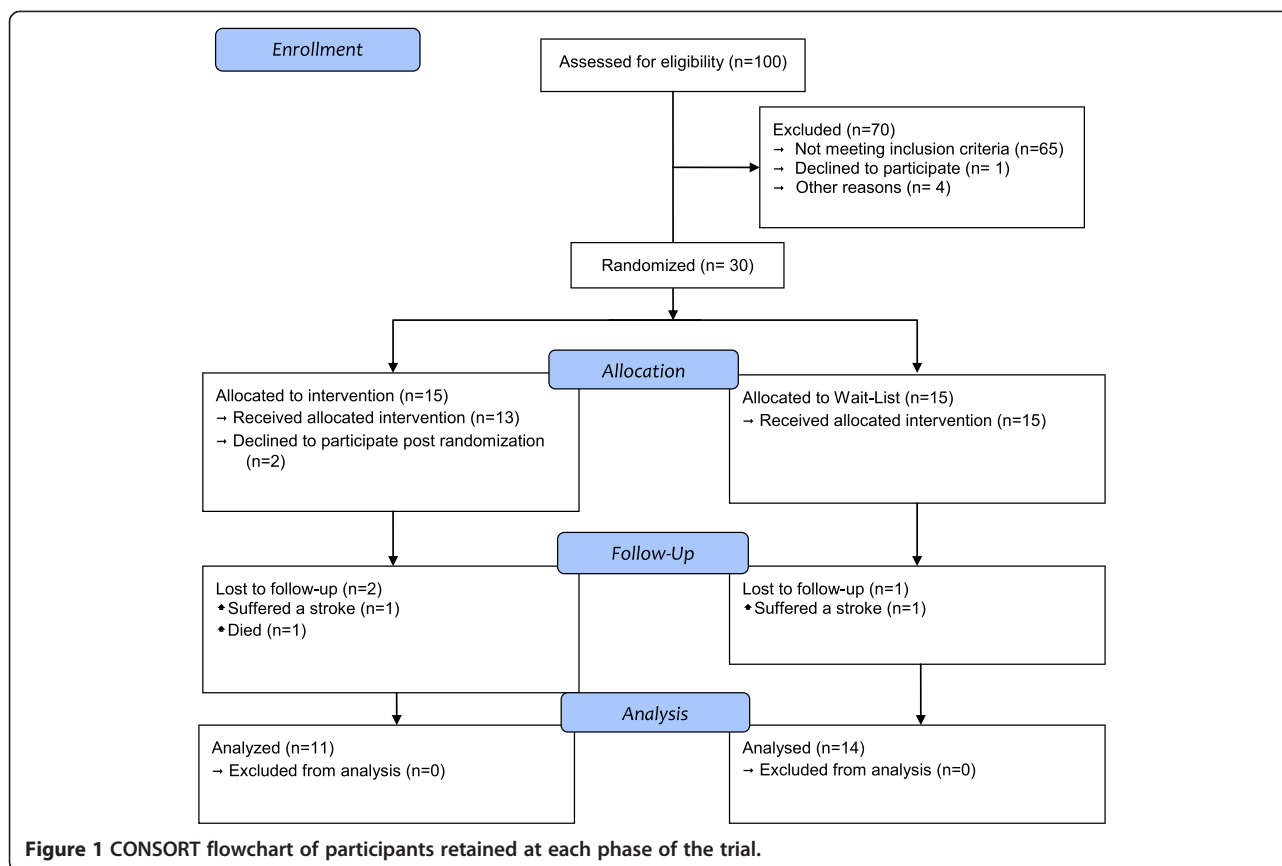 Enrollment
Assessed for eligibility (n=100)
Excluded (n=70)
→ Not meeting inclusion criteria (n=65)
→ Declined to participate (n= 1)
→ Other reasons (n= 4)
Randomized (n= 30)
Allocation
Allocated to intervention (n=15)
→ Received allocated intervention (n=13)
→ Declined to participate post randomization
(n=2)
Allocated to Wait-List (n=15)
→ Received allocated intervention (n=15)
Follow-Up
Lost to follow-up (n=2)
Suffered a stroke (n=1)
Died (n=1)
Lost to follow-up (n=1)
Suffered a stroke (n=1)
Analysis
Analyzed (n=11)
→ Excluded from analysis (n=0)
Analysed (n=14)
→ Excluded from analysis (n=0)
Figure 1 CONSORT flowchart of participants retained at each phase of the trial.